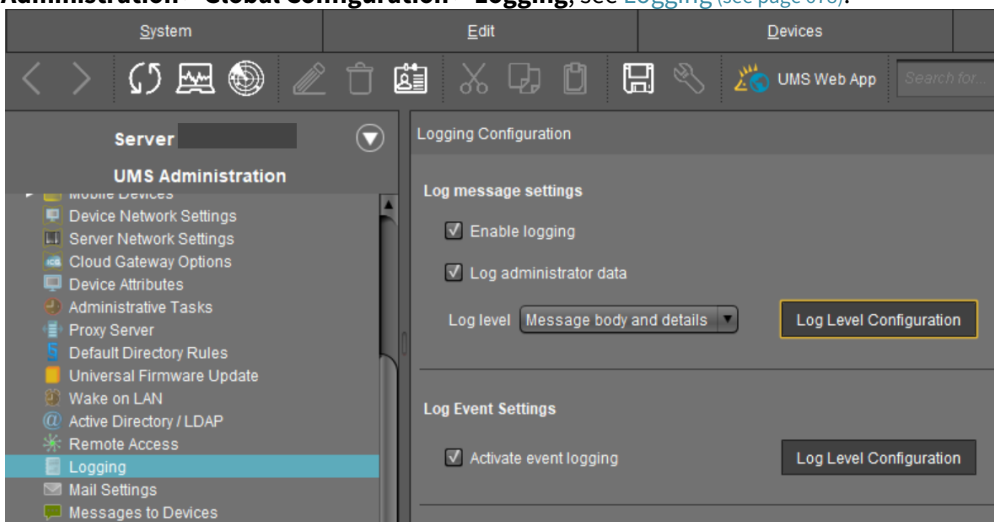 Administration > Global Configuration > Logging, see Logging (see page 678).
System
Edit
Devices
UMS Web App
Search for...
Server
UMS Administration
Mobile Devices
Device Network Settings
Server Network Settings
Cloud Gateway Options
Device Attributes
Administrative Tasks
Proxy Server
Default Directory Rules
Universal Firmware Update
Wake on LAN
Active Directory / LDAP
Remote Access
Logging
Mail Settings
Messages to Devices
Logging Configuration
Log message settings
Enable logging
Log administrator data
Log level Message body and details Log Level Configuration
Log Event Settings
Activate event logging Log Level Configuration